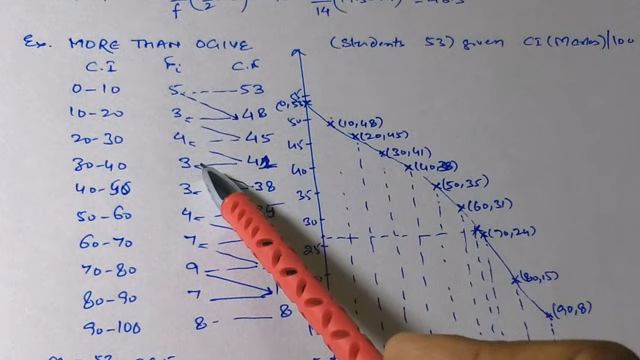 Ex. MORE THAN OGIVE (Students 53) given CI (Marks)/100
C.I Fi C.F
0-10 5 53
10-20 3 48
20-30 4 45
30-40 3 41
40-50 3 38
50-60 4
60-70 7
70-80 9
80-90 7
90-100 8 8
50
45
40
35
30
25
(10,48)
(20,45)
(30,41)
(40,38)
(50,35)
(60,31)
(70,24)
(80,15)
(90,8)